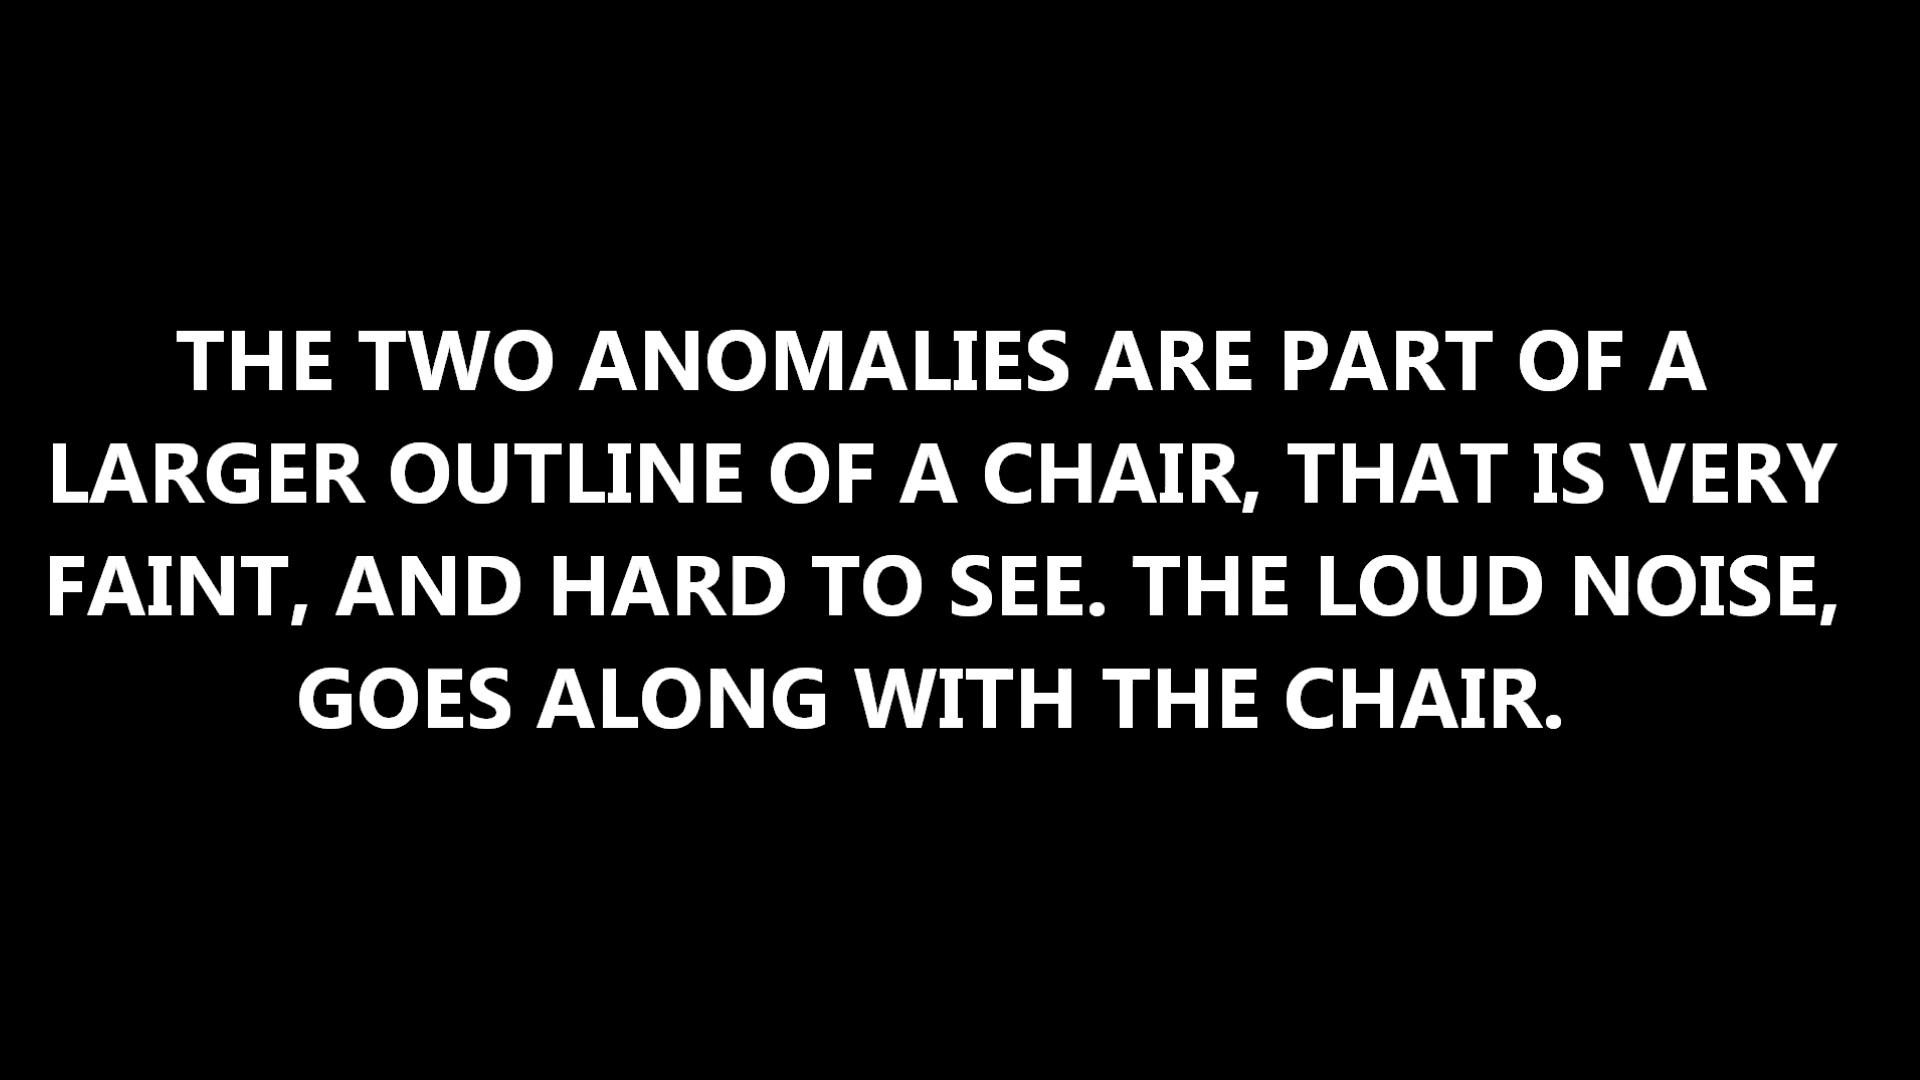 THE TWO ANOMALIES ARE PART OF A
LARGER OUTLINE OF A CHAIR, THAT IS VERY
FAINT, AND HARD TO SEE. THE LOUD NOISE,
GOES ALONG WITH THE CHAIR.